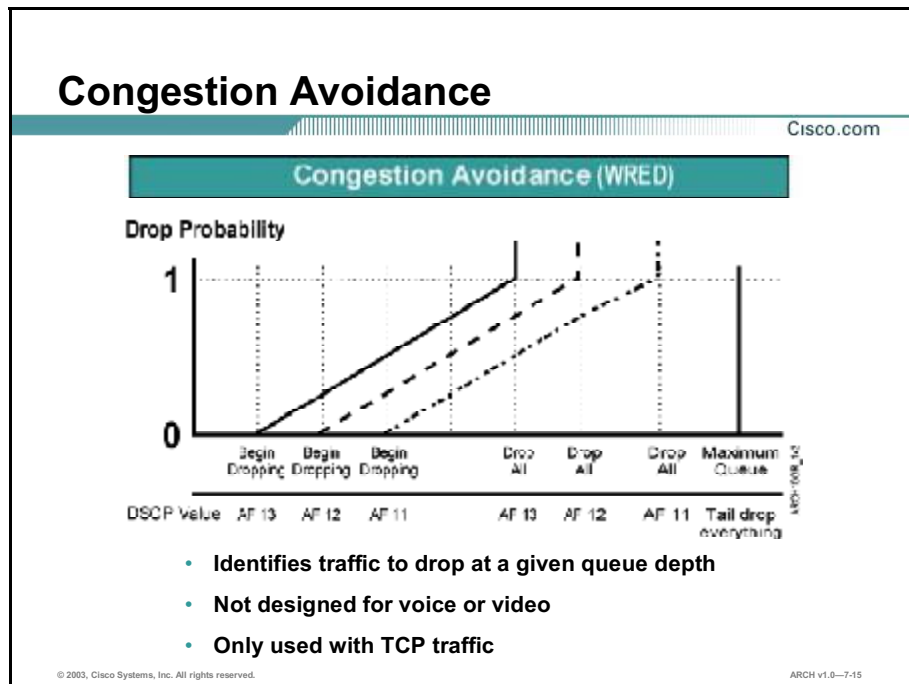 Congestion Avoidance
Cisco.com
Congestion Avoidance (WRED)
Drop Probability
1
0
Begin Dropping Begin Dropping Begin Dropping Drop All Drop All Drop All Maximum Queue
DSCP Value AF 13 AF 12 AF 11 AF 13 AF 12 AF 11 Tail drop everything
• Identifies traffic to drop at a given queue depth
• Not designed for voice or video
• Only used with TCP traffic
© 2003, Cisco Systems, Inc. All rights reserved. ARCH v1.0—7-15